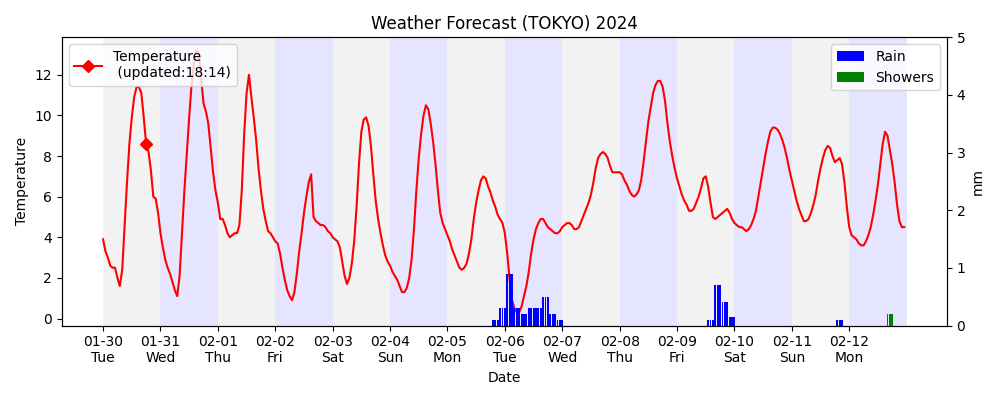 Weather Forecast (TOKYO) 2024
Temperature
(updated:18:14)
Rain
Showers
Temperature
12
10
8
6
4
2
0
5
4
3
2
1
0
mm
01-30 01-31 02-01 02-02 02-03 02-04 02-05 02-06 02-07 02-08 02-09 02-10 02-11 02-12
Tue Wed Thu Fri Sat Sun Mon Tue Wed Thu Fri Sat Sun Mon
Date